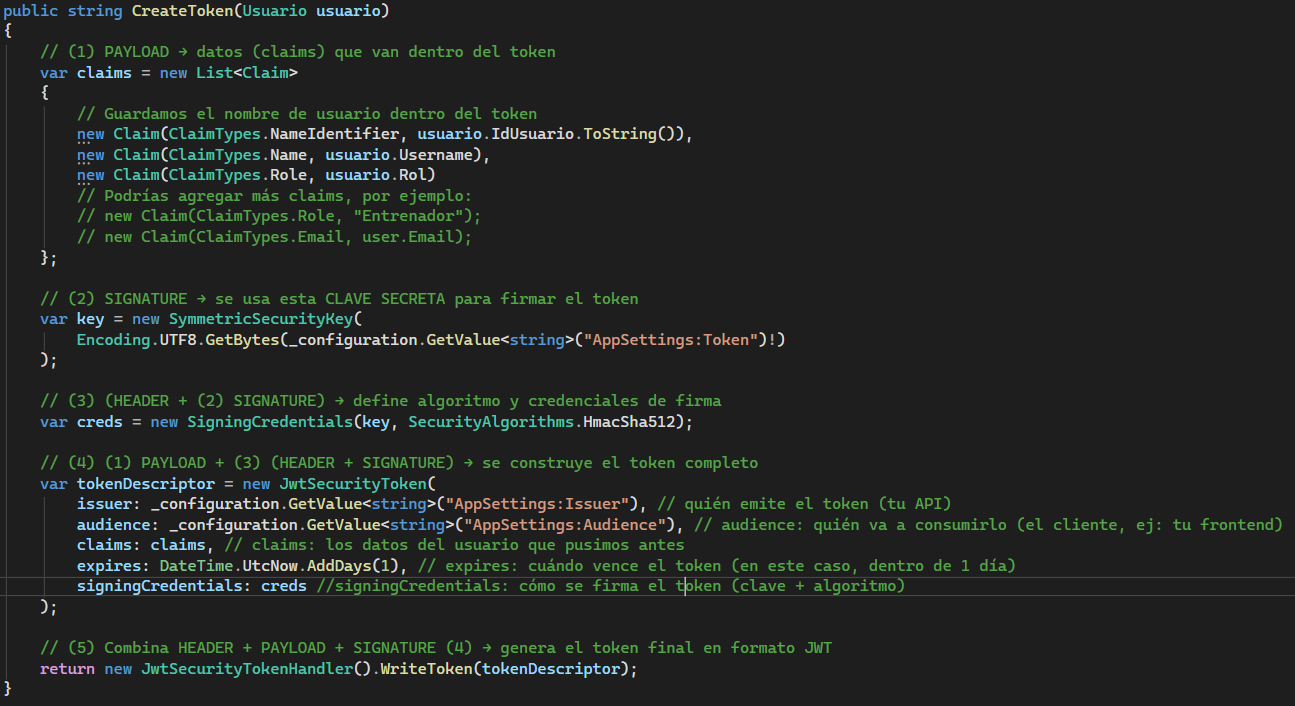 public string CreateToken(Usuario usuario)
{
// (1) PAYLOAD → datos (claims) que van dentro del token
var claims = new List<Claim>
{
// Guardamos el nombre de usuario dentro del token
new Claim(ClaimTypes.NameIdentifier, usuario.IdUsuario.ToString()),
new Claim(ClaimTypes.Name, usuario.Username),
new Claim(ClaimTypes.Role, usuario.Rol)
// Podrías agregar más claims, por ejemplo:
// new Claim(ClaimTypes.Role, "Entrenador");
// new Claim(ClaimTypes.Email, user.Email);
};
// (2) SIGNATURE → se usa esta CLAVE SECRETA para firmar el token
var key = new SymmetricSecurityKey(
Encoding.UTF8.GetBytes(_configuration.GetValue<string>("AppSettings:Token")!)
);
// (3) (HEADER + (2) SIGNATURE) → define algoritmo y credenciales de firma
var creds = new SigningCredentials(key, SecurityAlgorithms.HmacSha512);
// (4) (1) PAYLOAD + (3) (HEADER + SIGNATURE) → se construye el token completo
var tokenDescriptor = new JwtSecurityToken(
issuer: _configuration.GetValue<string>("AppSettings:Issuer"), // quién emite el token (tu API)
audience: _configuration.GetValue<string>("AppSettings:Audience"), // audience: quién va a consumirlo (el cliente, ej: tu frontend)
claims: claims, // claims: los datos del usuario que pusimos antes
expires: DateTime.UtcNow.AddDays(1), // expires: cuándo vence el token (en este caso, dentro de 1 día)
signingCredentials: creds //signingCredentials: cómo se firma el token (clave + algoritmo)
);
// (5) Combina HEADER + PAYLOAD + SIGNATURE (4) → genera el token final en formato JWT
return new JwtSecurityTokenHandler().WriteToken(tokenDescriptor);
}